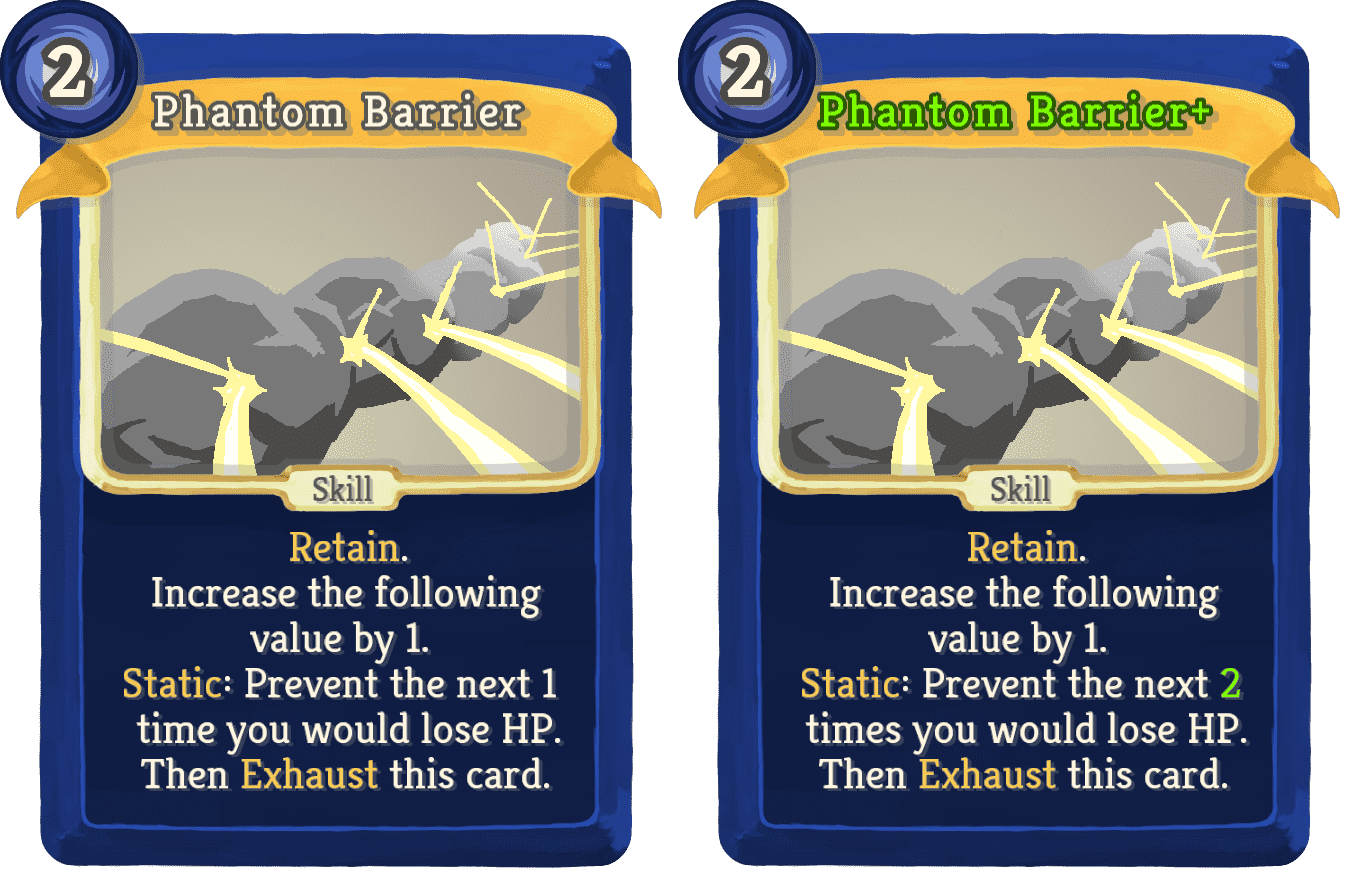 2
Phantom Barrier
Skill
Retain.
Increase the following
value by 1.
Static: Prevent the next 1
time you would lose HP.
Then Exhaust this card.
2
Phantom Barrier+
Skill
Retain.
Increase the following
value by 1.
Static: Prevent the next 2
times you would lose HP.
Then Exhaust this card.